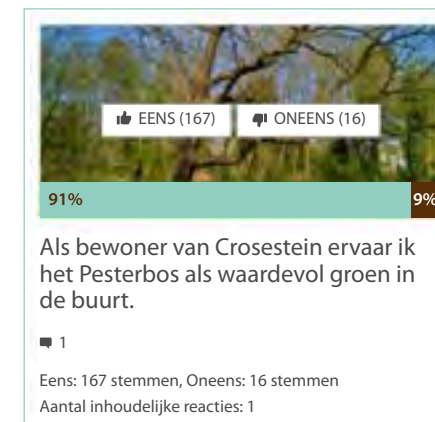 EENS (167) ONEENS (16)
91% 9%
Als bewoner van Crosestein ervaar ik
het Pesterbos als waardevol groen in
de buurt.
1
Eens: 167 stemmen, Oneens: 16 stemmen
Aantal inhoudelijke reacties: 1